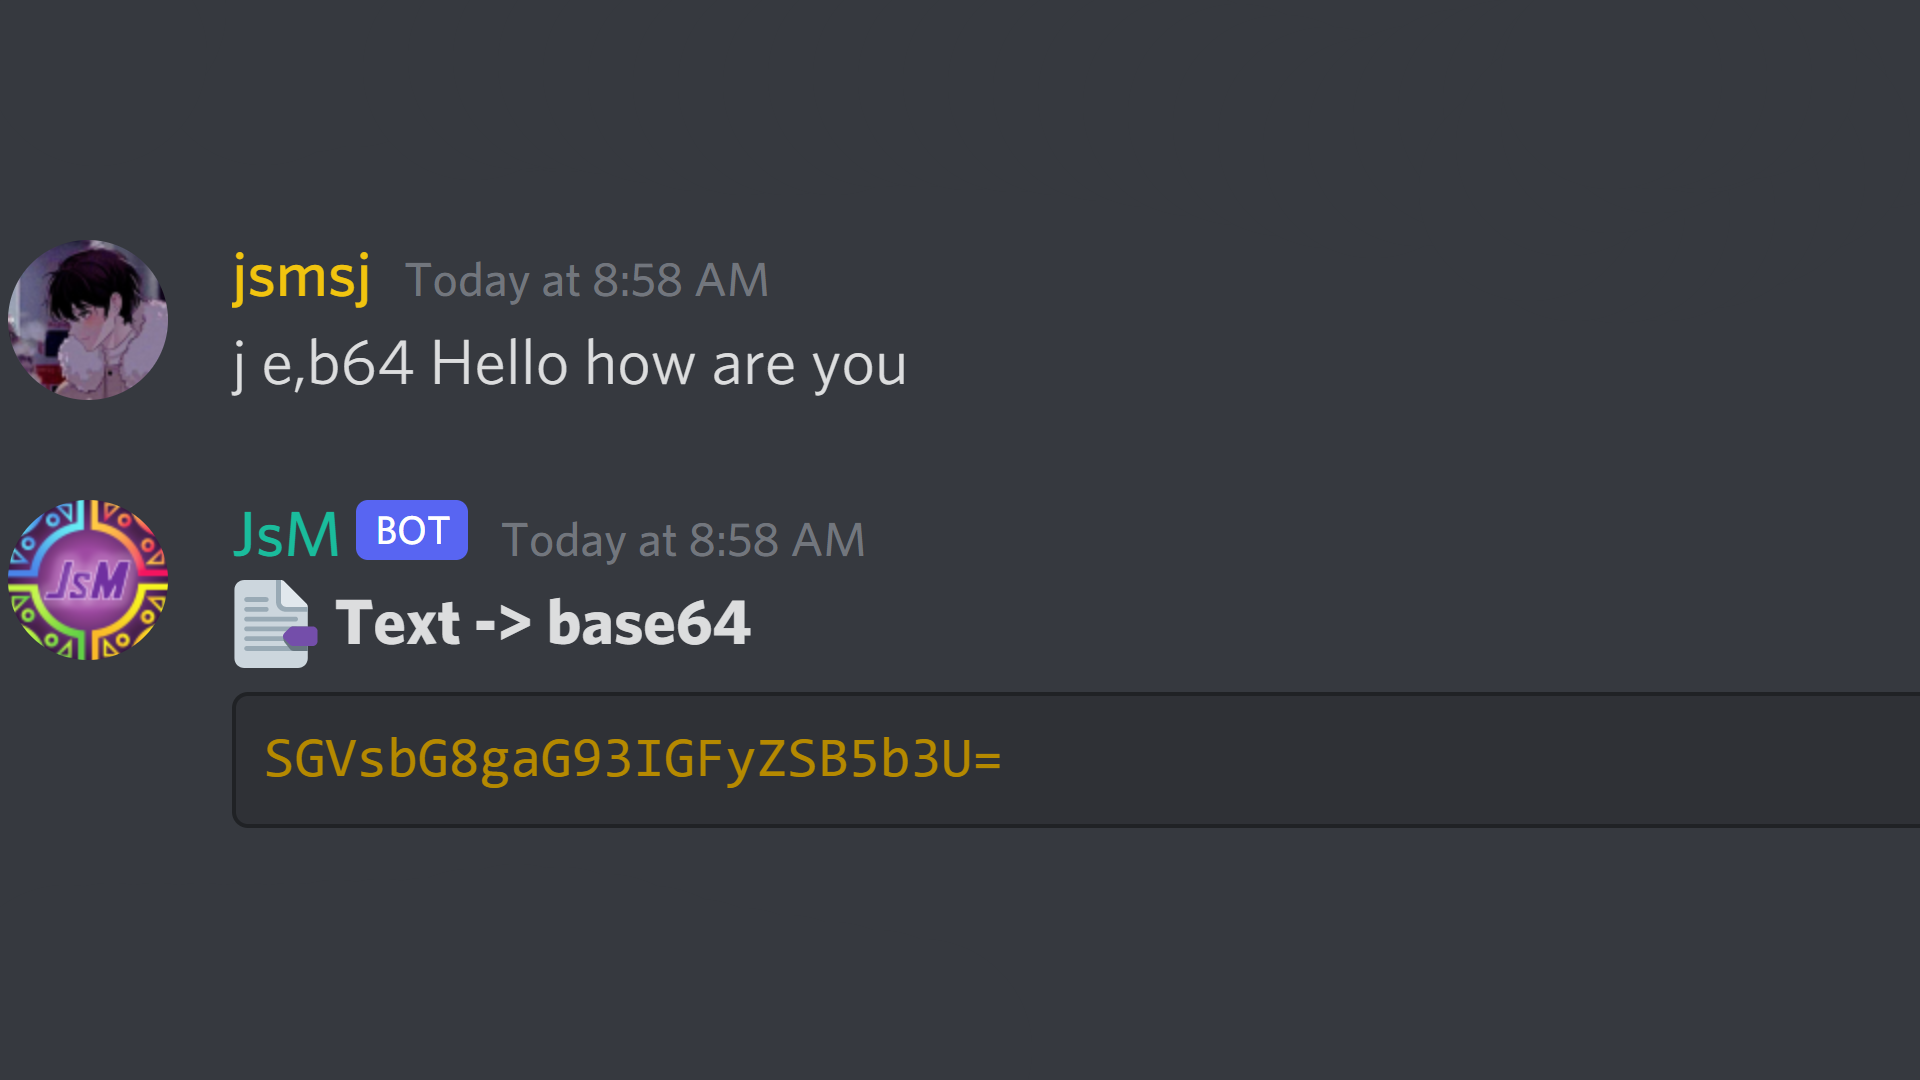 jsmsj Today at 8:58 AM
j e,b64 Hello how are you
JsM BOT Today at 8:58 AM
JsM
Text -> base64
SGVsbG8gaG93IGFyZSB5b3U=